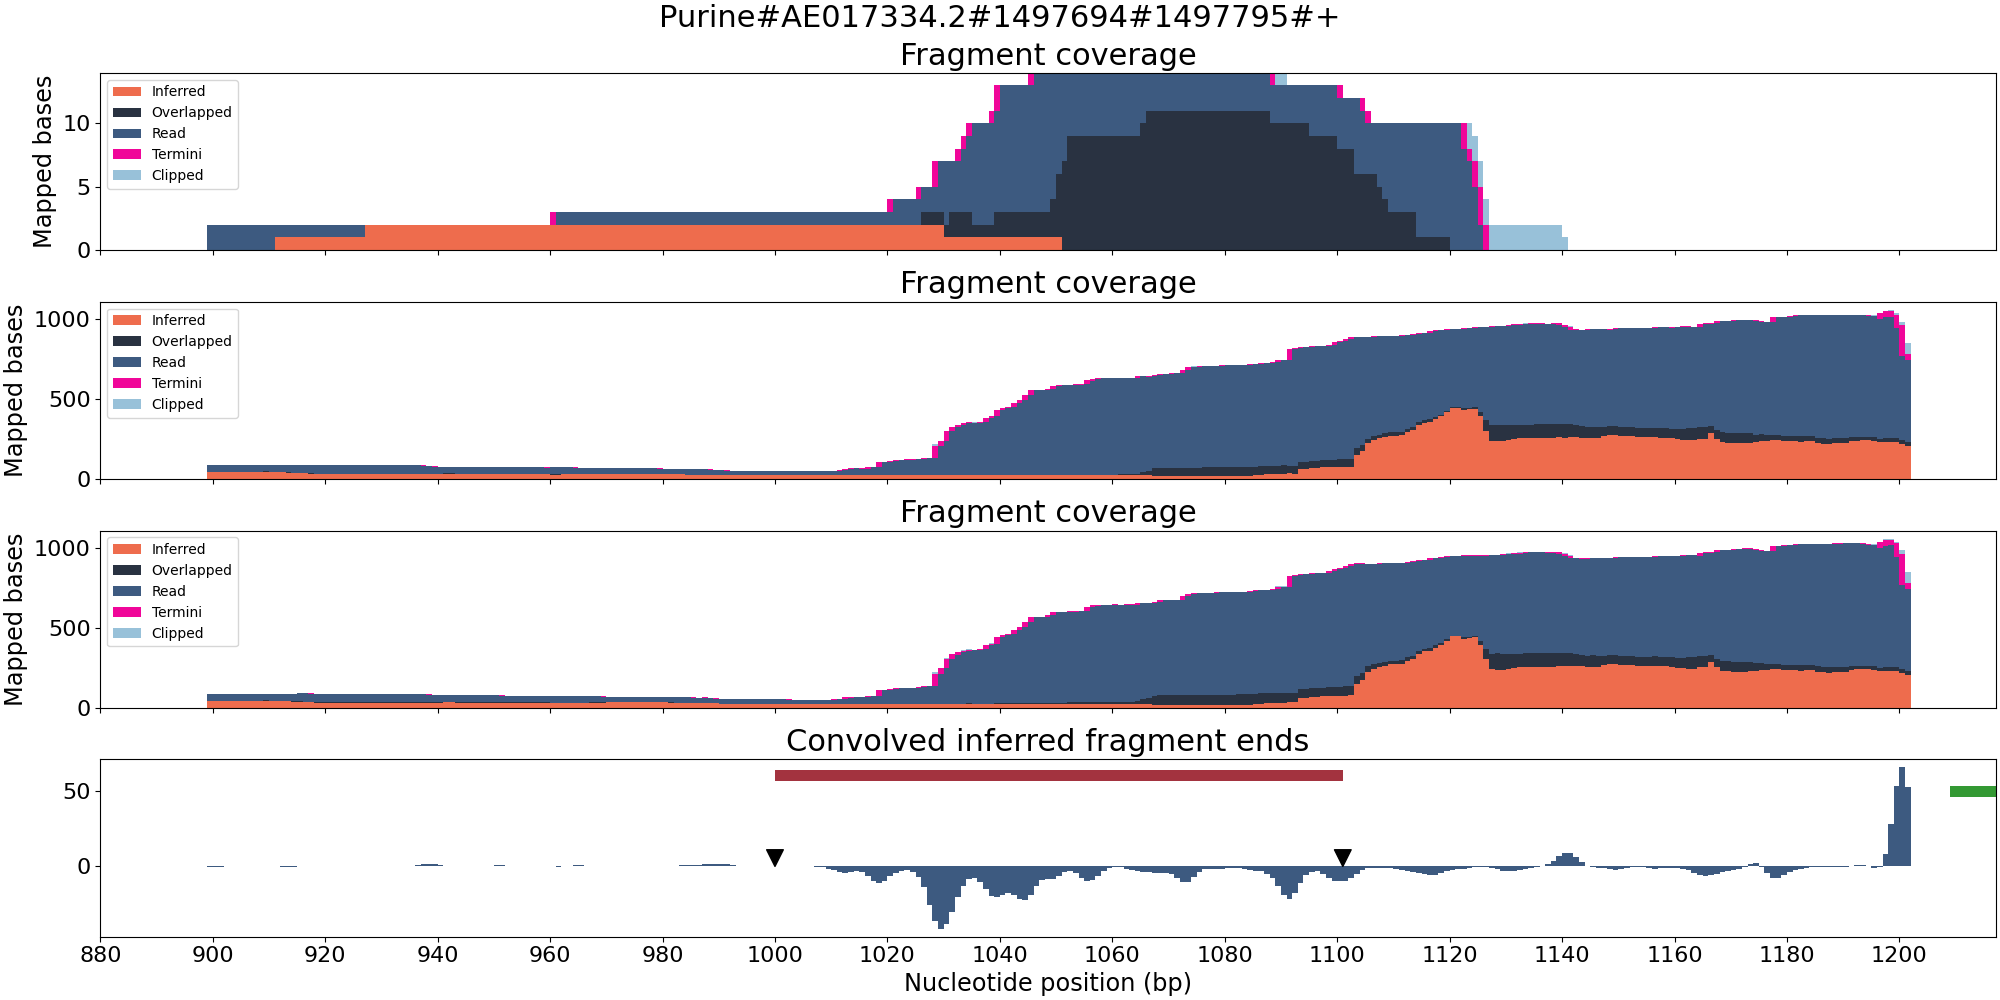 Purine#AE017334.2#1497694#1497795#+
Fragment coverage
Mapped bases
10
5
0
Inferred
Overlapped
Read
Termini
Clipped
Fragment coverage
Mapped bases
1000
500
0
Inferred
Overlapped
Read
Termini
Clipped
Fragment coverage
Mapped bases
1000
500
0
Inferred
Overlapped
Read
Termini
Clipped
Convolved inferred fragment ends
50
0
880 900 920 940 960 980 1000 1020 1040 1060 1080 1100 1120 1140 1160 1180 1200
Nucleotide position (bp)